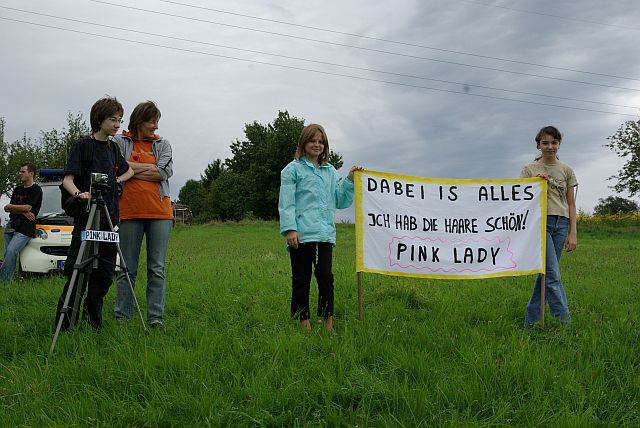 PINK LADY
DABEI IS ALLES
ICH HAB DIE HAARE SCHÖN!
PINK LADY